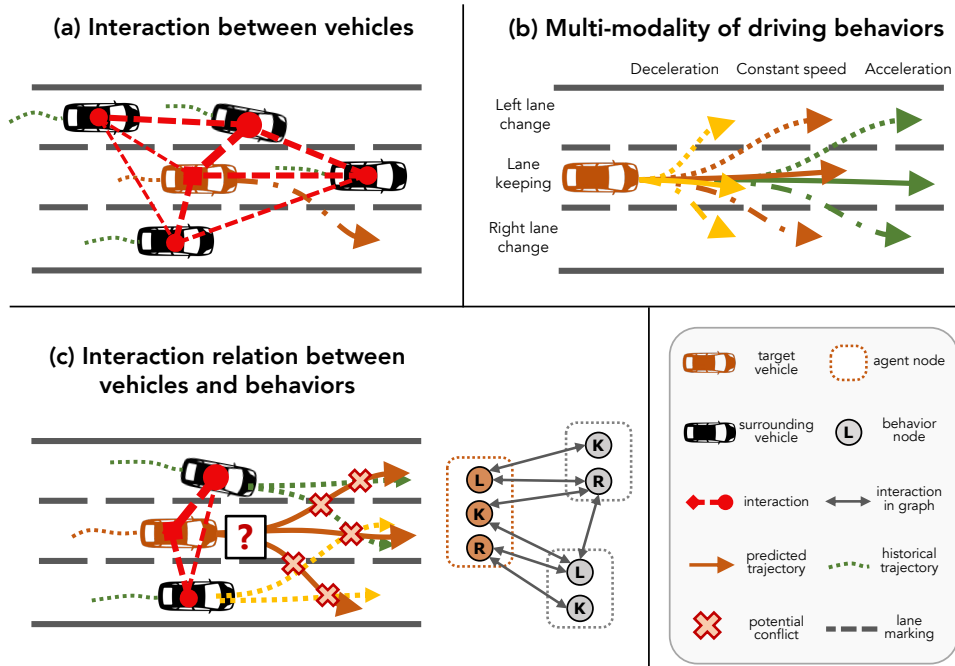 (a) Interaction between vehicles
(b) Multi-modality of driving behaviors
Deceleration Constant speed Acceleration
Left lane
change
Lane
keeping
Right lane
change
(c) Interaction relation between
vehicles and behaviors
?
L
K
R
K
R
L
K
target
vehicle
agent node
surrounding
vehicle
L
behavior
node
interaction
interaction
in graph
predicted
trajectory
historical
trajectory
potential
conflict
lane
marking